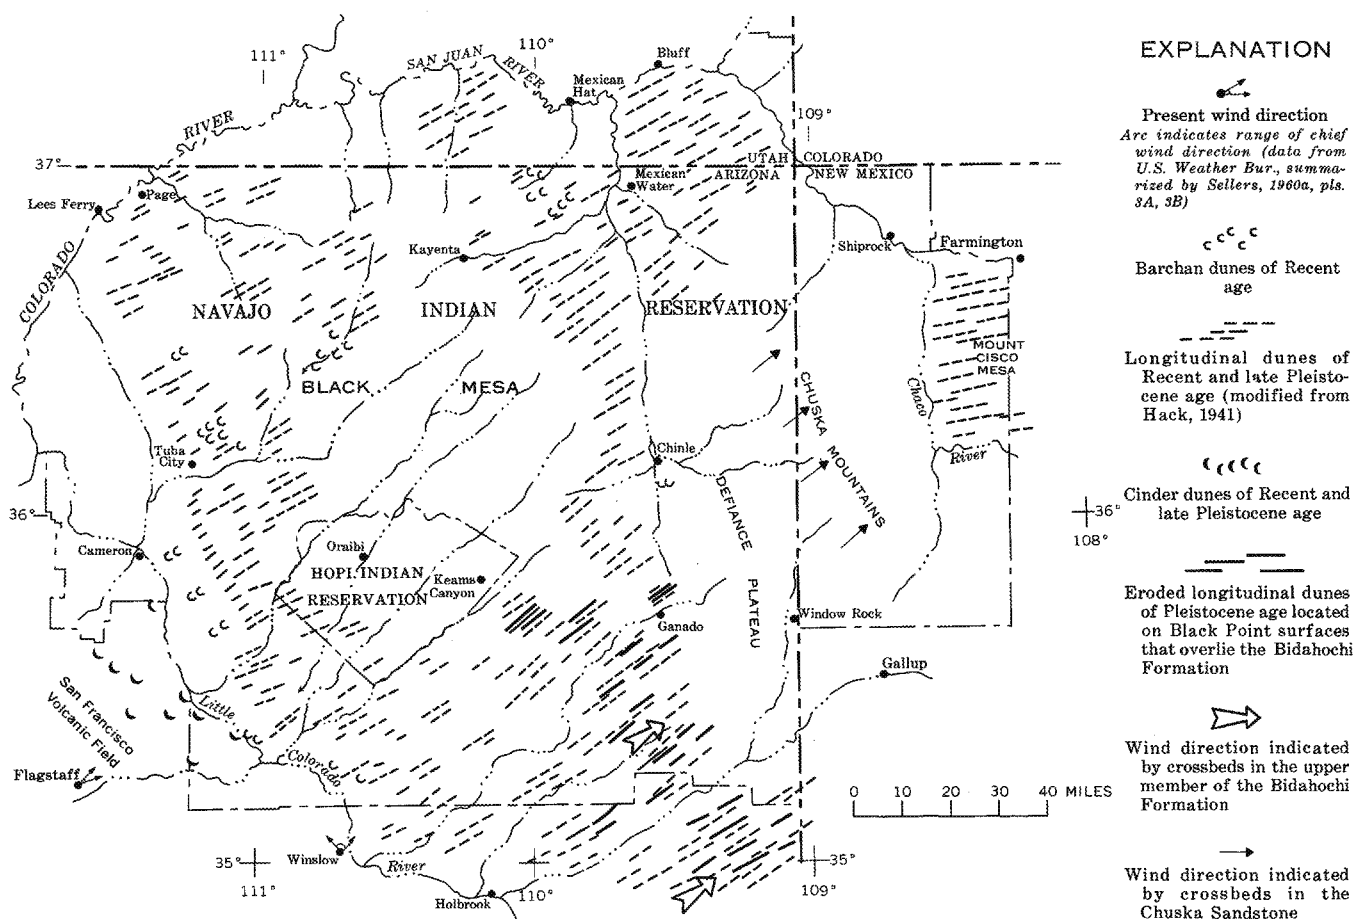 111°
SAN JUAN
RIVER
110°
Bluff
Mexican
Hat
RIVER
109°
37°
UTAH
COLORADO
ARIZONA
NEW MEXICO
Mexican
Water
Page
Lees Ferry
COLORADO
Kayenta
Shiprock
Farmington
NAVAJO
INDIAN
RESERVATION
MOUNT
CISCO
MESA
BLACK
MESA
CHUSKA MOUNTAINS
Chaco
River
Tuba
City
Chinle
DEFIANCE
PLATEAU
36°
36°
108°
Cameron
Oraibi
HOPI INDIAN
RESERVATION
Keams
Canyon
Ganado
Window Rock
Gallup
San Francisco
Volcanic Field
Little
Colorado
River
Flagstaff
Winslow
Holbrook
0 10 20 30 40 MILES
35°
111°
110°
35°
109°
EXPLANATION
Present wind direction
Arc indicates range of chief
wind direction (data from
U.S. Weather Bur., summa-
rized by Sellers, 1960a, pls.
3A, 3B)
Barchan dunes of Recent
age
Longitudinal dunes of
Recent and late Pleisto-
cene age (modified from
Hack, 1941)
Cinder dunes of Recent and
late Pleistocene age
Eroded longitudinal dunes
of Pleistocene age located
on Black Point surfaces
that overlie the Bidahochi
Formation
Wind direction indicated
by crossbeds in the upper
member of the Bidahochi
Formation
Wind direction indicated
by crossbeds in the
Chuska Sandstone